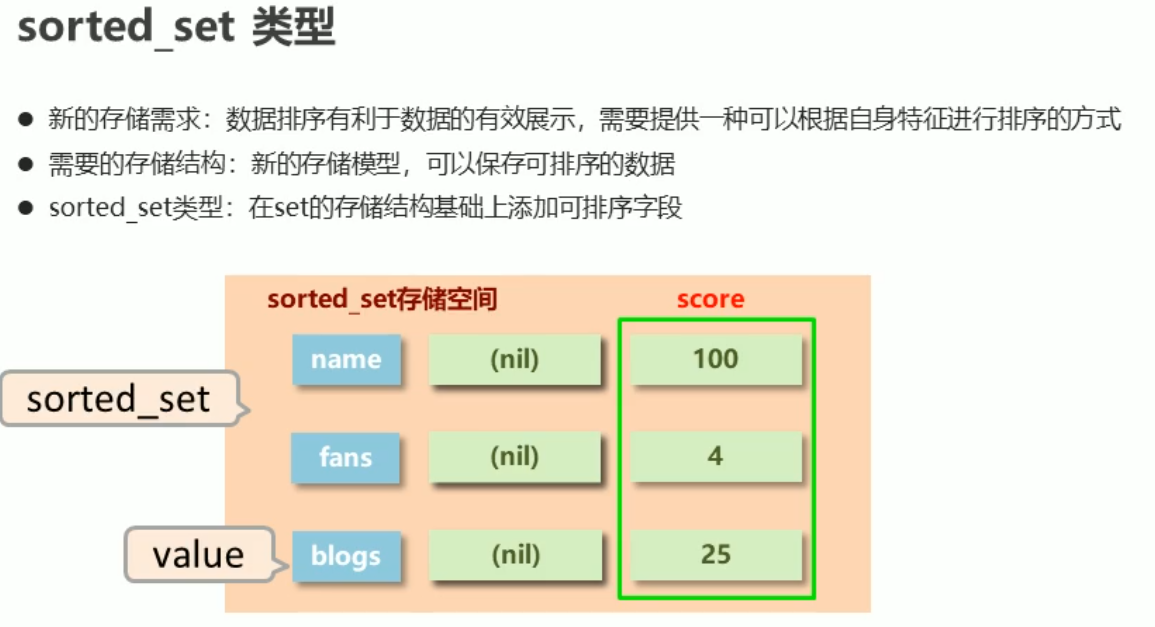 sorted_set 类型
● 新的存储需求：数据排序有利于数据的有效展示，需要提供一种可以根据自身特征进行排序的方式
● 需要的存储结构：新的存储模型，可以保存可排序的数据
● sorted_set类型：在set的存储结构基础上添加可排序字段
sorted_set存储空间 score
name (nil) 100
sorted_set
fans (nil) 4
value blogs (nil) 25